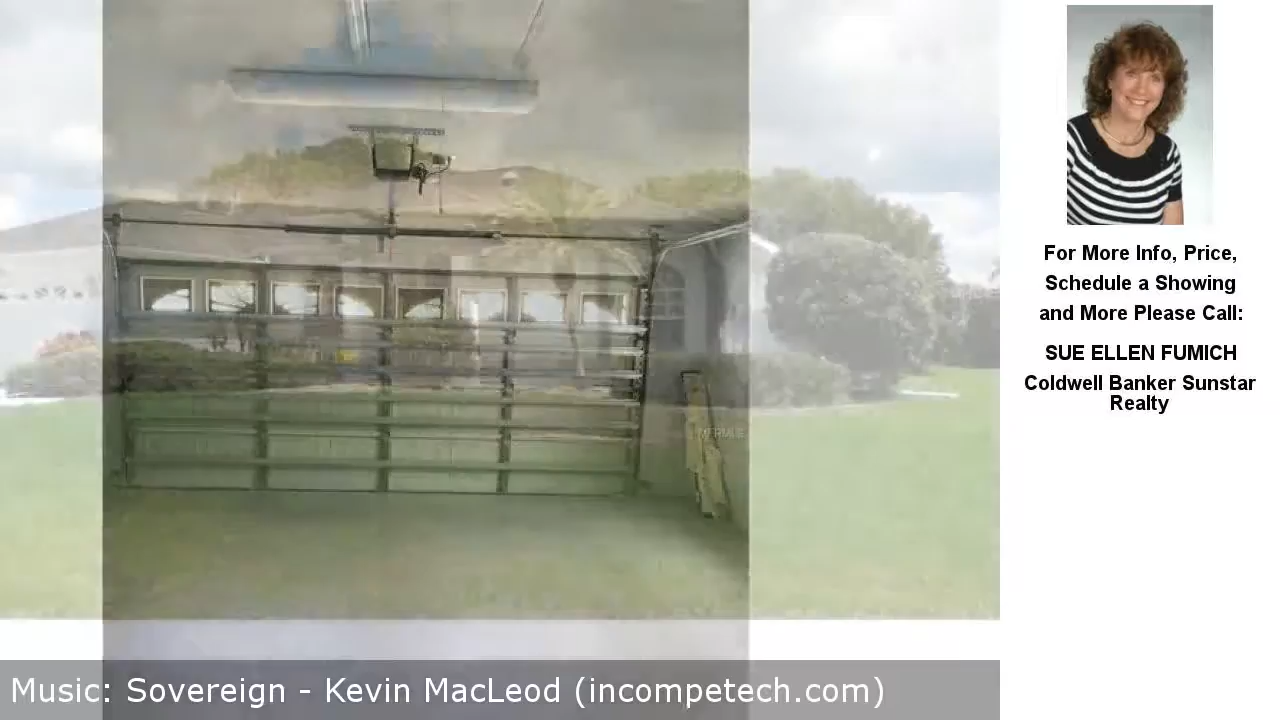 For More Info, Price,
Schedule a Showing
and More Please Call:
SUE ELLEN FUMICH
Coldwell Banker Sunstar
Realty
Music: Sovereign - Kevin MacLeod (incompetech.com)